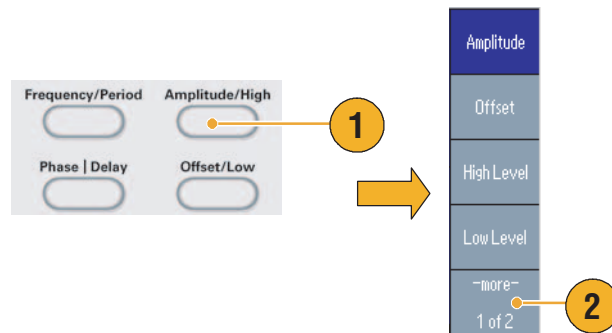 Frequency/Period Amplitude/High
1
Phase | Delay Offset/Low
Amplitude
Offset
High Level
Low Level
-more-
1 of 2
2